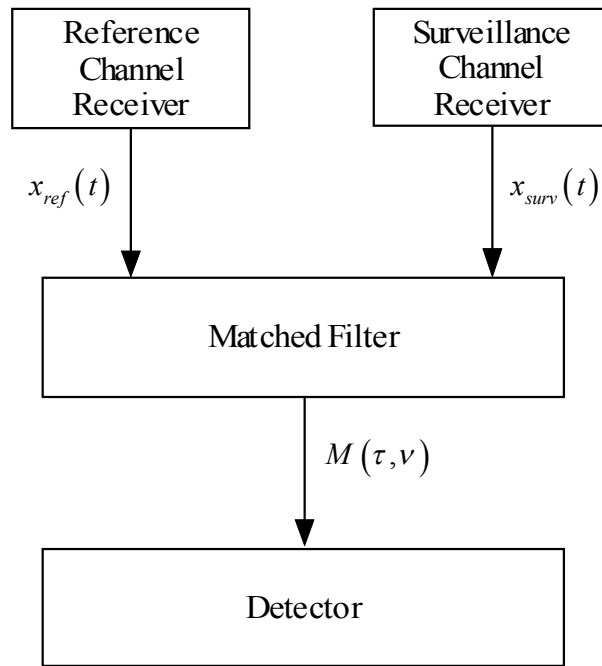 Reference
Channel
Receiver
Surveillance
Channel
Receiver
x_ref(t)
x_surv(t)
Matched Filter
M(τ,ν)
Detector